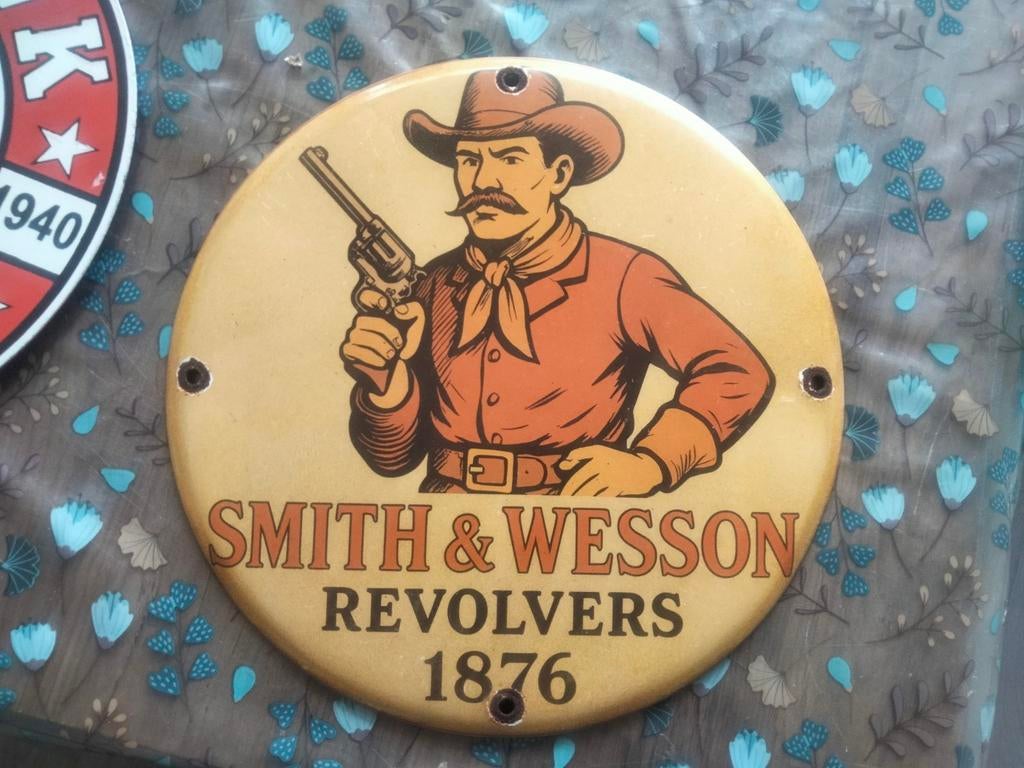 K
1940
SMITH & WESSON
REVOLVERS
1876